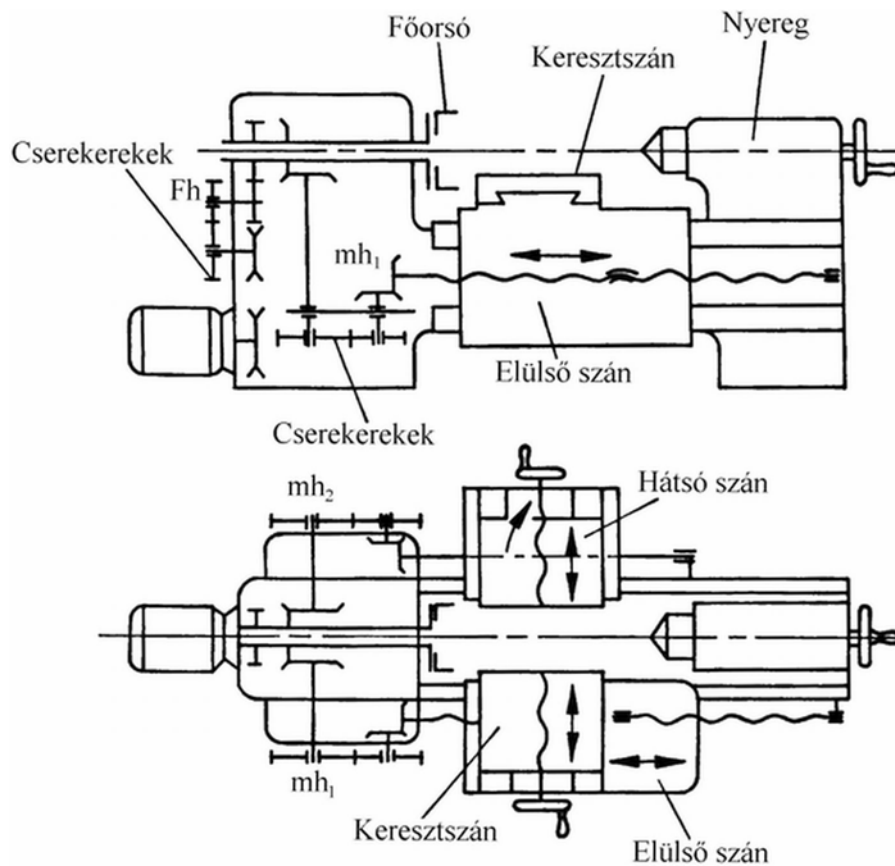 Főorsó
Nyereg
Keresztszán
Cserekerekek
Fh
mh₁
Elülső szán
Cserekerekek
mh₂
Hátsó szán
mh₁
Keresztszán
Elülső szán